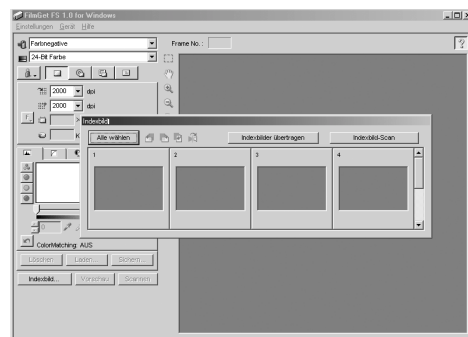 FilmGet FS 1.0 for Windows
Einstellungen Gerät Hilfe
Farbnegative
Frame No. :
24-Bit Farbe
2000 dpi
2000 dpi
Indexbild
Alle wählen
Indexbilder übertragen
Indexbild-Scan
K
1 2 3 4
0
ColorMatching: AUS
Löschen Laden... Sichern...
Indexbild... Vorschau Scannen